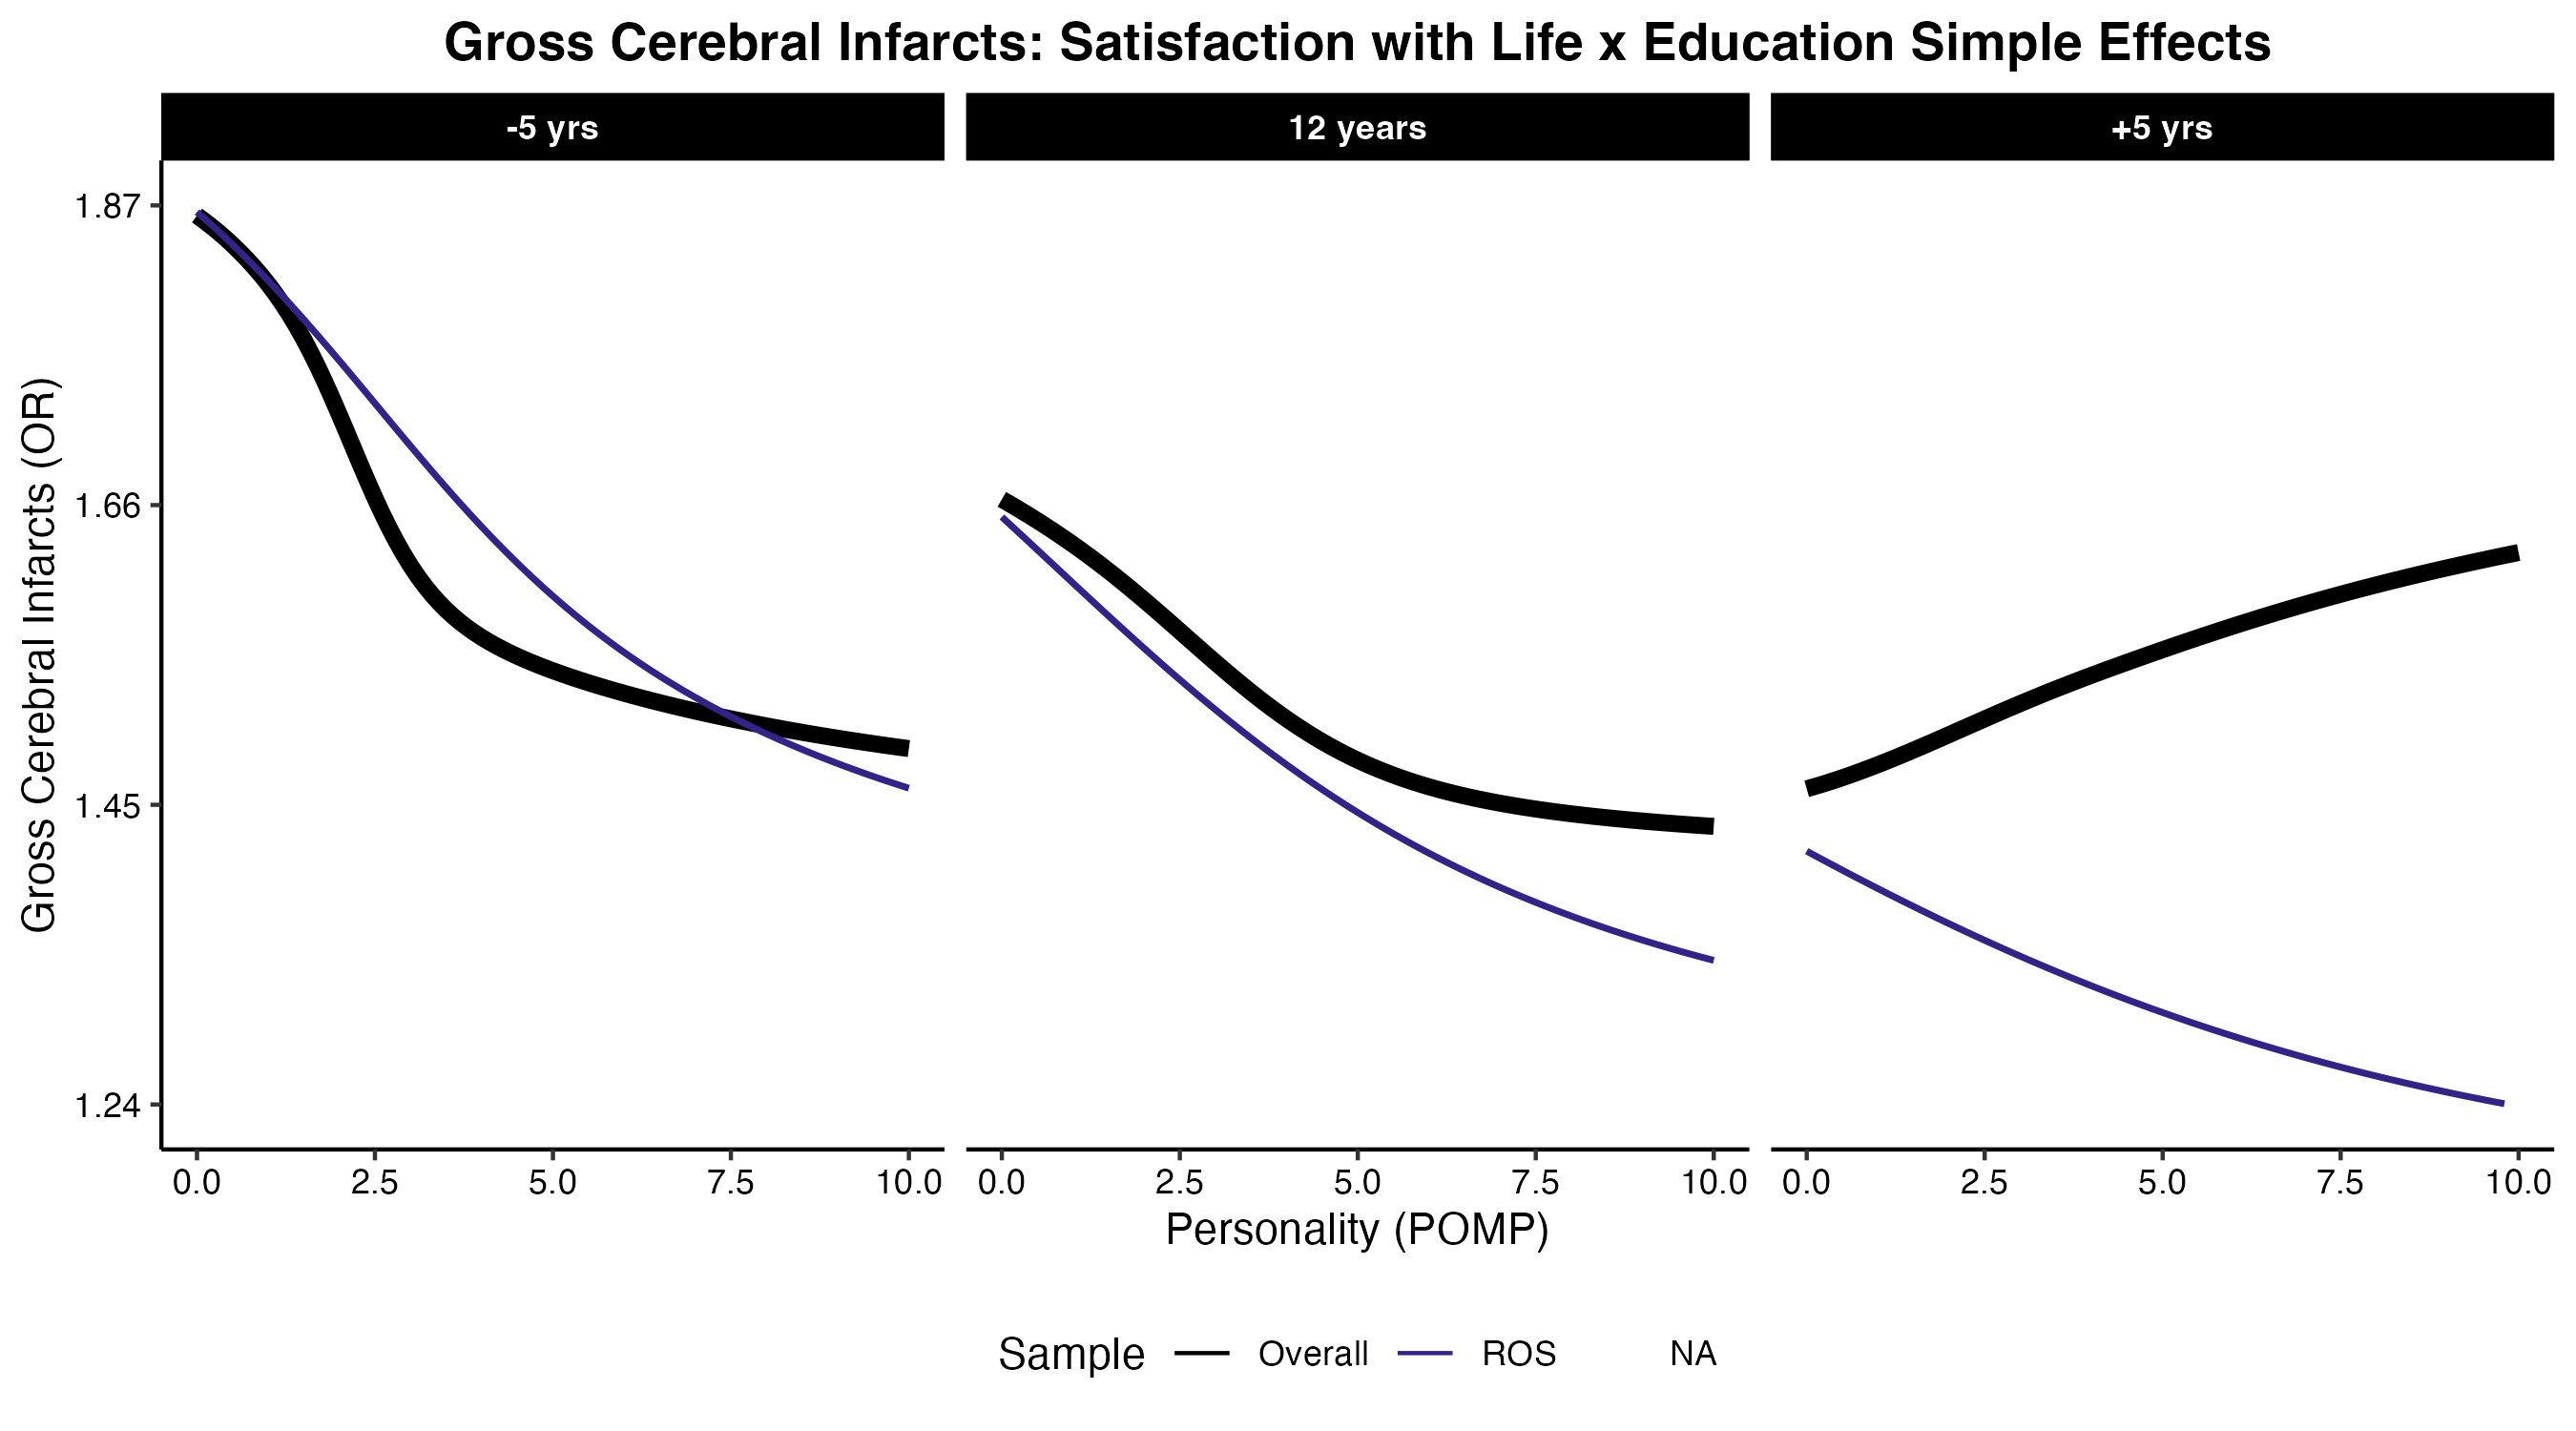 Gross Cerebral Infarcts: Satisfaction with Life x Education Simple Effects
-5 yrs
12 years
+5 yrs
Gross Cerebral Infarcts (OR)
1.87
1.66
1.45
1.24
0.0 2.5 5.0 7.5 10.0
0.0 2.5 5.0 7.5 10.0
0.0 2.5 5.0 7.5 10.0
Personality (POMP)
Sample Overall ROS NA